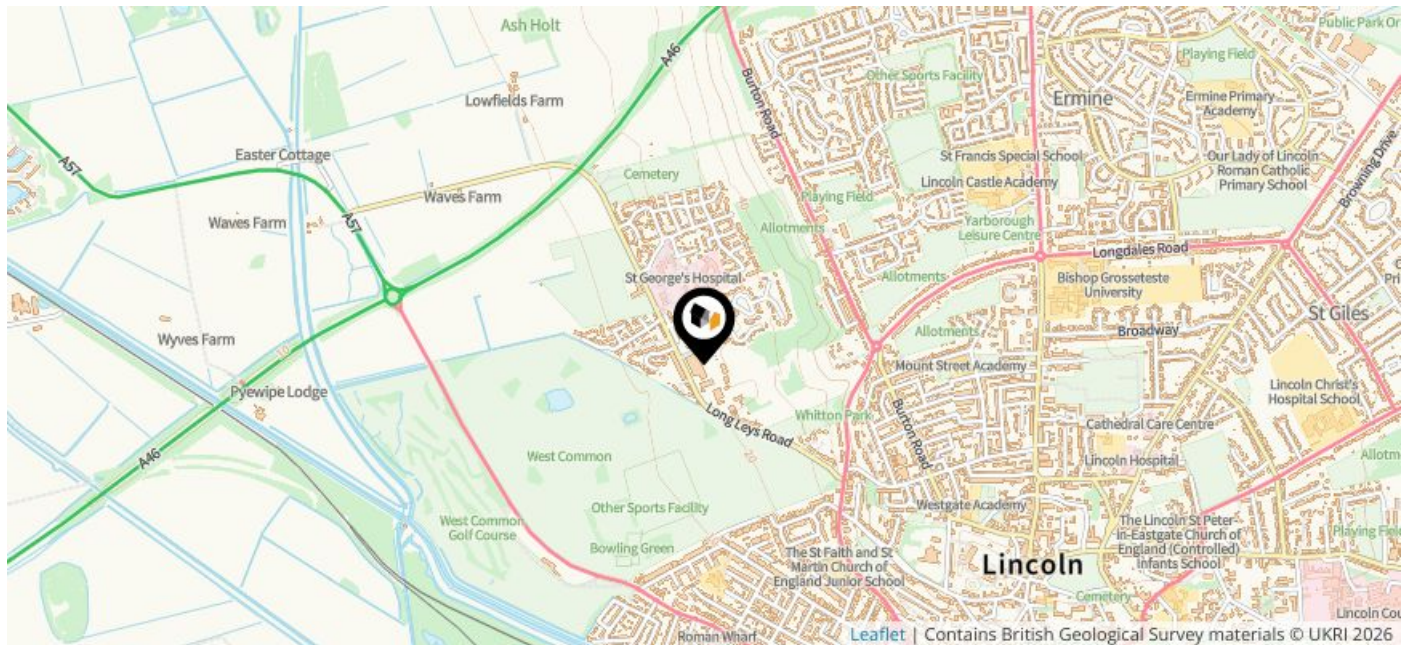 Ash Holt
A46
Public Park Or
Playing Field
Burton Road
Other Sports Facility
Lowfields Farm
Ermine
Ermine Primary
Academy
A57
Easter Cottage
St Francis Special School
Our Lady of Lincoln
Roman Catholic
Primary School
Browning Drive
Cemetery
Lincoln Castle Academy
Waves Farm
Playing Field
Waves Farm
A57
Allotments
Yarborough
Leisure Centre
Longdales Road
St George's Hospital
Allotments
Bishop Grosseteste
University
St Giles
Wyves Farm
10
Allotments
Broadway
Pyewipe Lodge
Mount Street Academy
Lincoln Christ's
Hospital School
Long Leys Road
Whitton Park
Burton Road
Cathedral Care Centre
A46
West Common
20
Lincoln Hospital
Allotm
Other Sports Facility
Westgate Academy
West Common
Golf Course
Bowling Green
The St Faith and St
Martin Church of
England Junior School
Lincoln
The Lincoln St Peter-
in-Eastgate Church of
England (Controlled)
Infants School
Playing Field
Cemetery
Lincoln Cou
Roman Wharf
Leaflet | Contains British Geological Survey materials © UKRI 2026